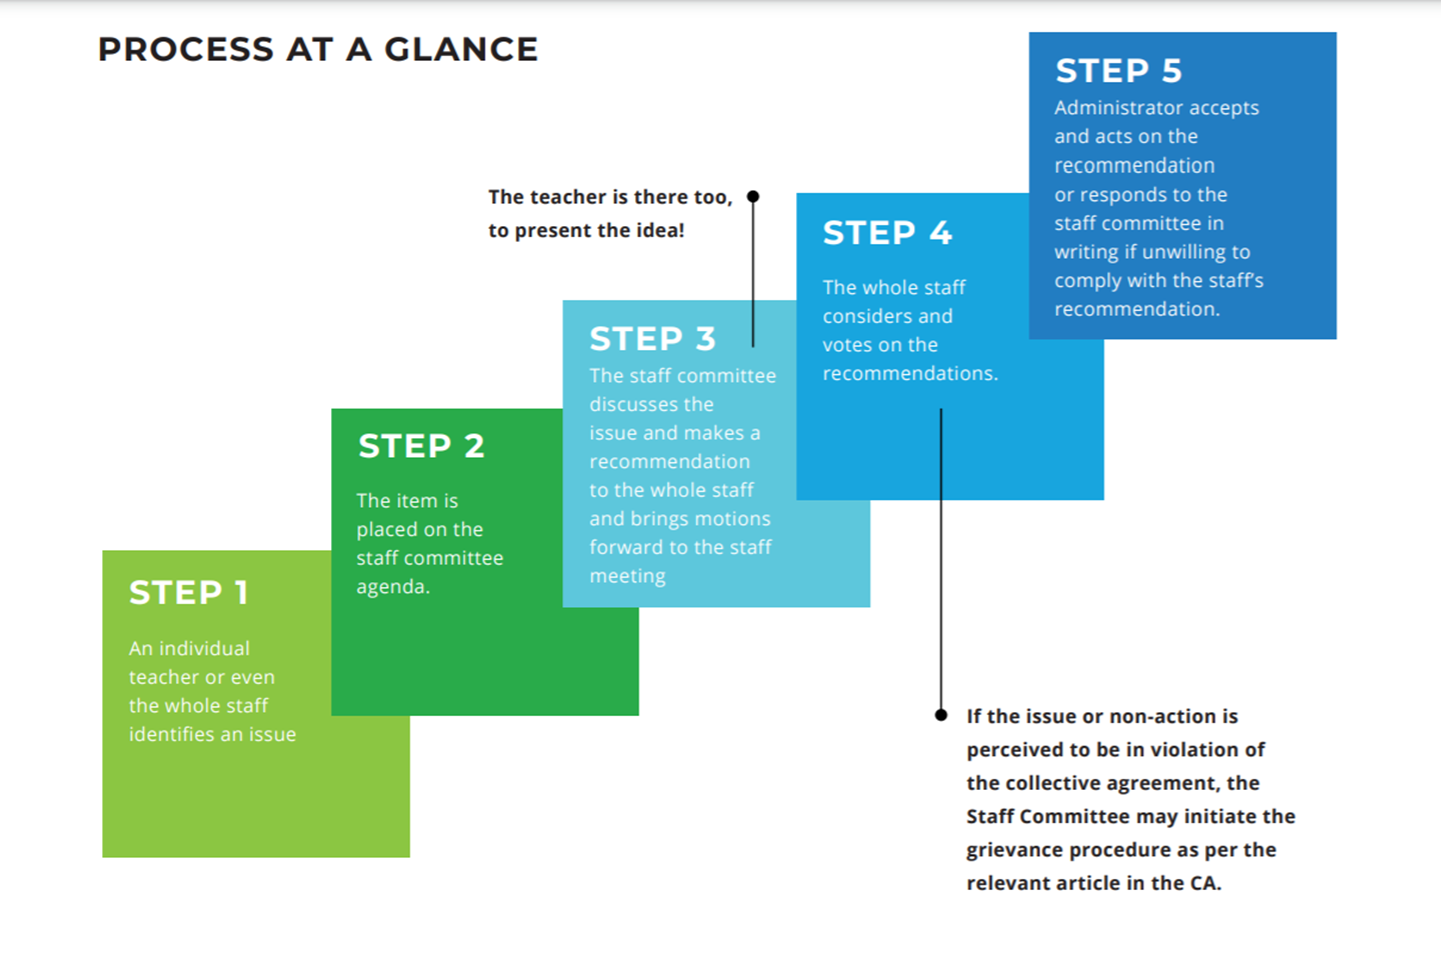 PROCESS AT A GLANCE
STEP 1
An individual
teacher or even
the whole staff
identifies an issue
STEP 2
The item is
placed on the
staff committee
agenda.
The teacher is there too,
to present the idea!
STEP 3
The staff committee
discusses the
issue and makes a
recommendation
to the whole staff
and brings motions
forward to the staff
meeting
STEP 4
The whole staff
considers and
votes on the
recommendations.
If the issue or non-action is
perceived to be in violation of
the collective agreement, the
Staff Committee may initiate the
grievance procedure as per the
relevant article in the CA.
STEP 5
Administrator accepts
and acts on the
recommendation
or responds to the
staff committee in
writing if unwilling to
comply with the staff's
recommendation.